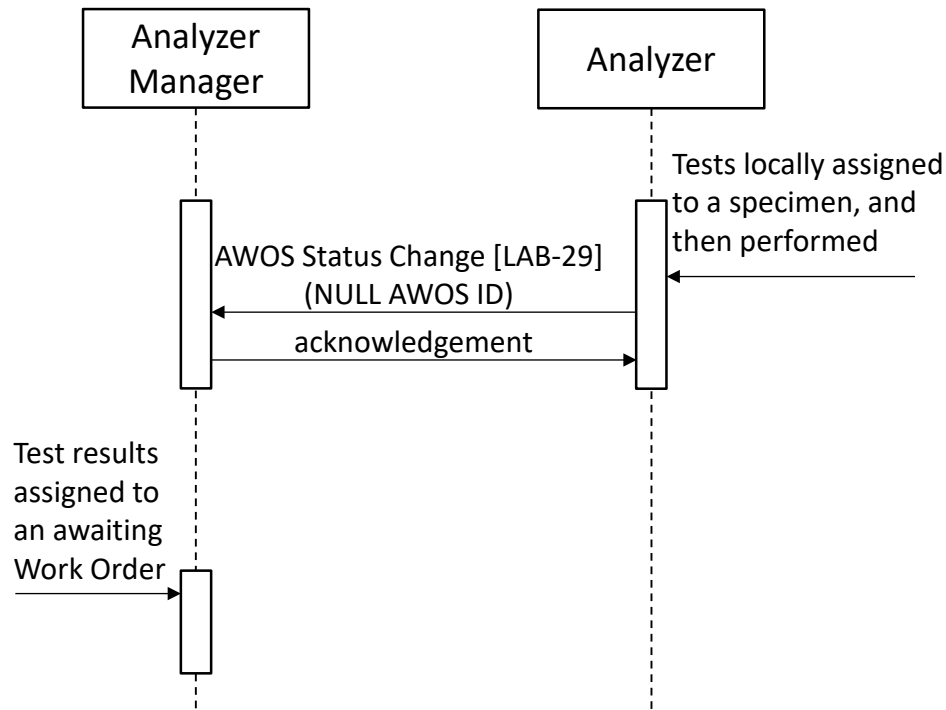 Analyzer
Manager
Analyzer
Tests locally assigned
to a specimen, and
then performed
AWOS Status Change [LAB-29]
(NULL AWOS ID)
acknowledgement
Test results
assigned to
an awaiting
Work Order